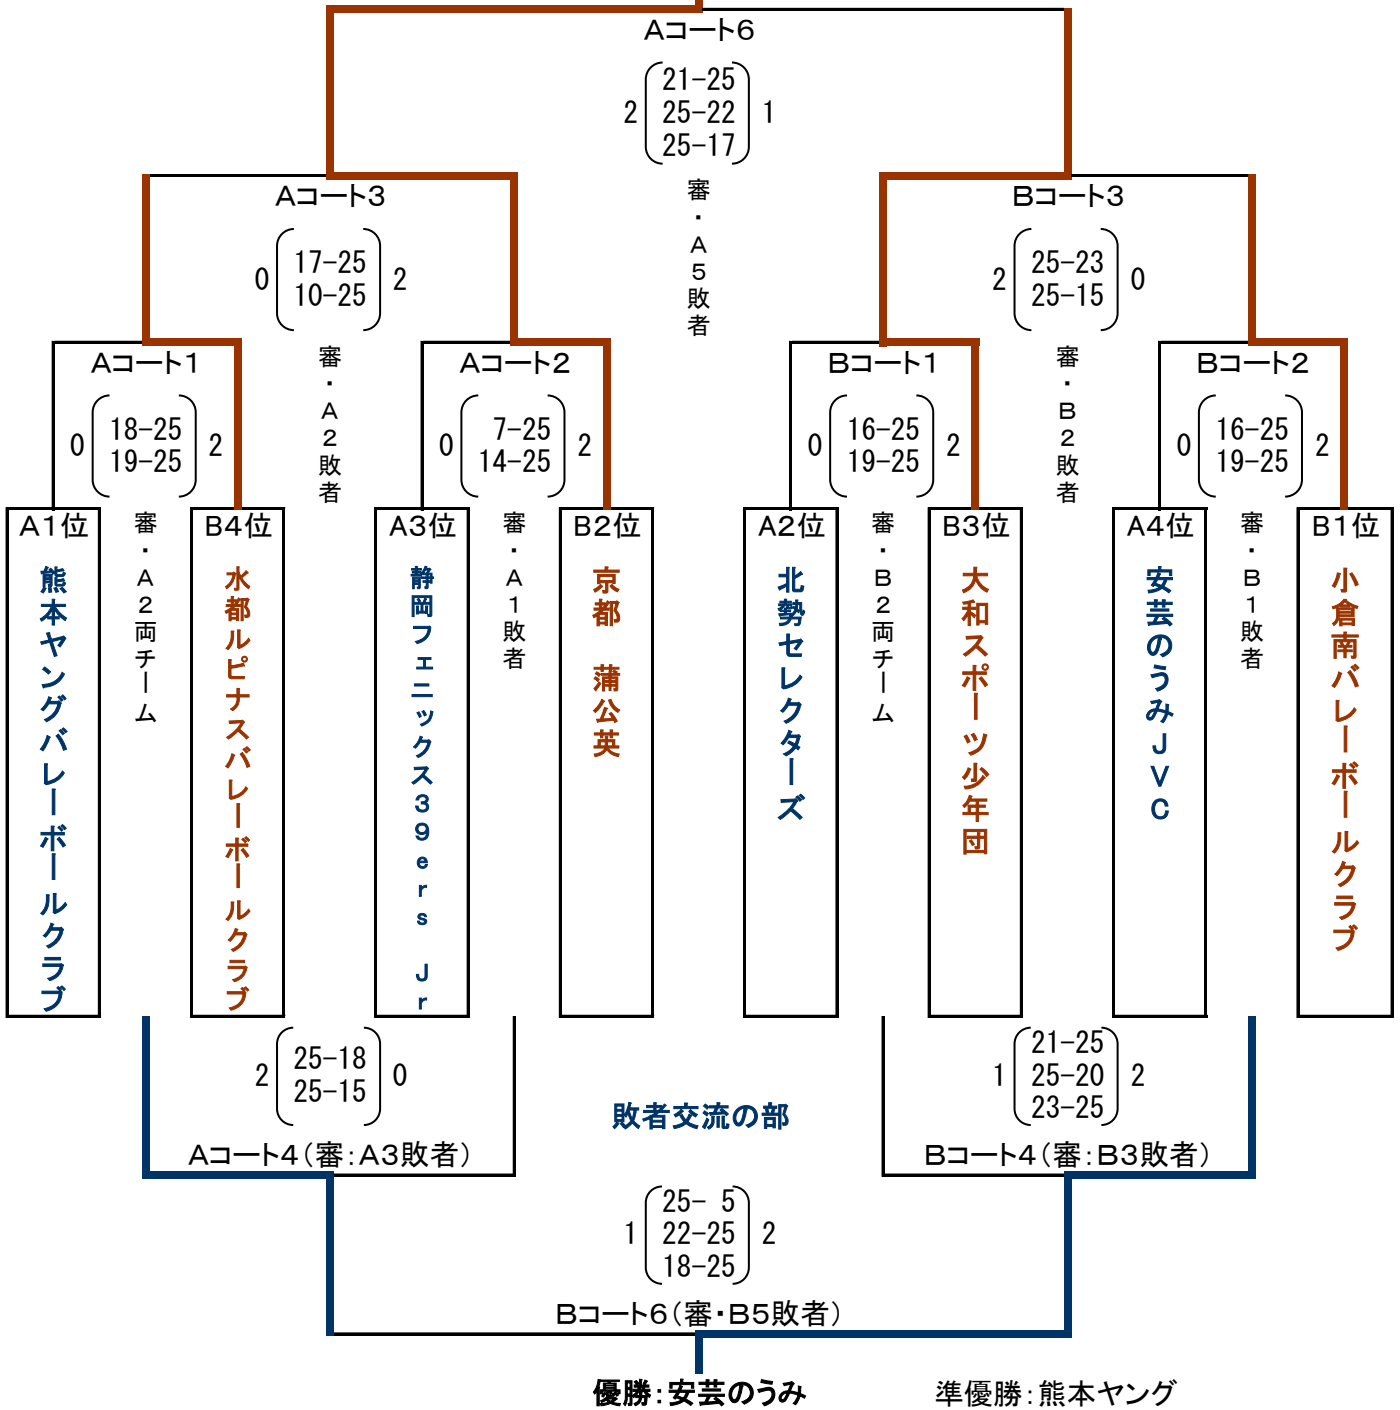 Aコート6
2 21-25 1
25-22
25-17
審・A5敗者
Aコート3
0 17-25 2
10-25
審・A2敗者
Bコート3
2 25-23 0
25-15
審・B2敗者
Aコート1
0 18-25 2
19-25
審・A2両チーム
Aコート2
0 7-25 2
14-25
審・A1敗者
Bコート1
0 16-25 2
19-25
審・B2両チーム
Bコート2
0 16-25 2
19-25
審・B1敗者
A1位
熊本ヤングバレーボールクラブ
B4位
水都ルピナスバレーボールクラブ
A3位
静岡フェニックス39ers Jr
B2位
京都 蒲公英
A2位
北勢セレクターズ
B3位
大和スポーツ少年団
A4位
安芸のうみJVC
B1位
小倉南バレーボールクラブ
2 25-18 0
25-15
Aコート4(審:A3敗者)
敗者交流の部
1 21-25 2
25-20
23-25
Bコート4(審:B3敗者)
1 25- 5 2
22-25
18-25
Bコート6(審・B5敗者)
優勝:安芸のうみ
準優勝:熊本ヤング